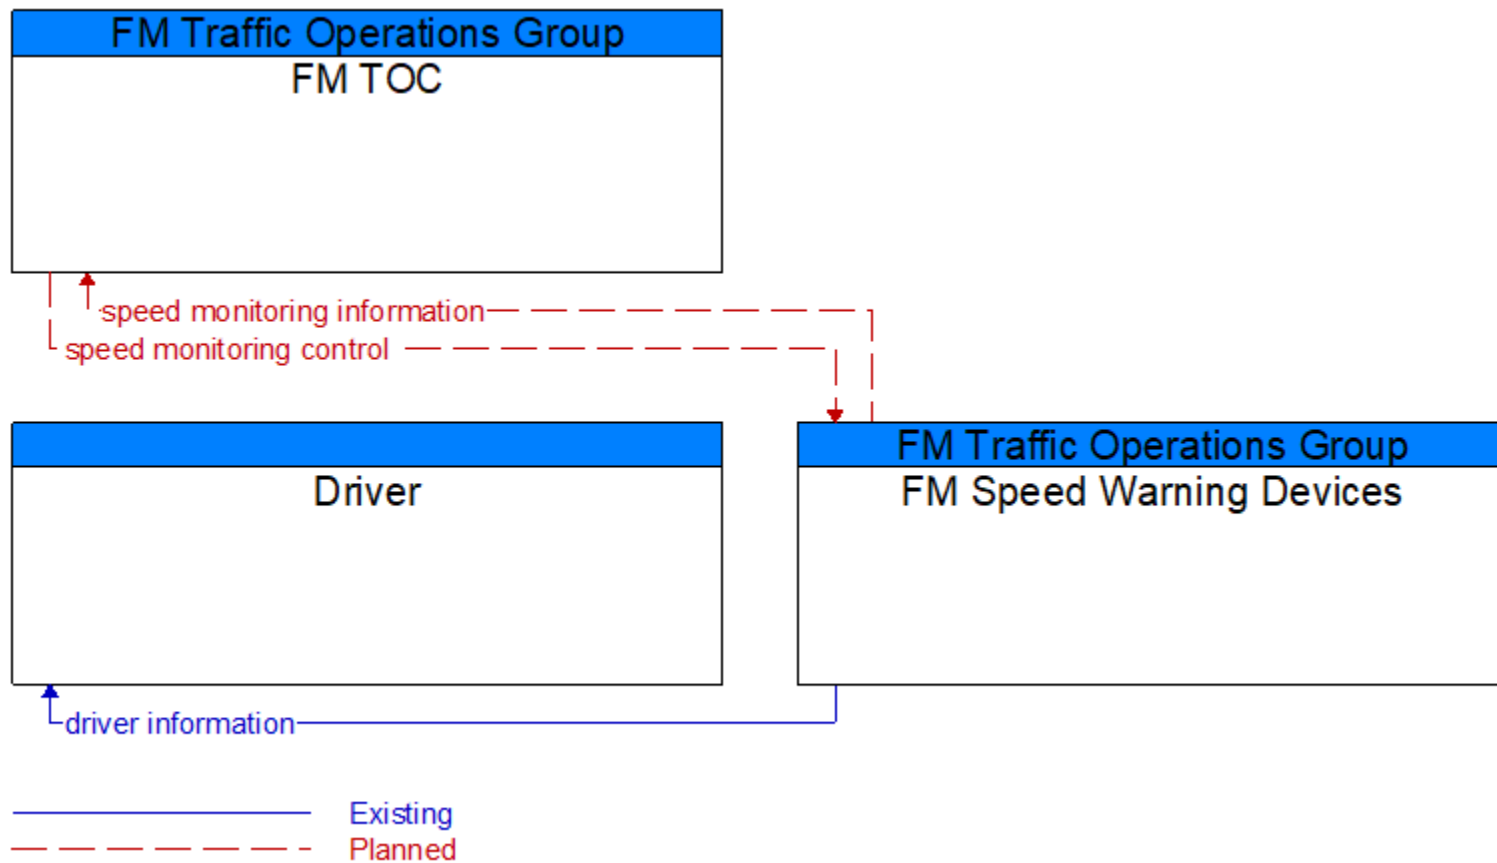 FM Traffic Operations Group
FM TOC
speed monitoring information
speed monitoring control
Driver
FM Traffic Operations Group
FM Speed Warning Devices
driver information
Existing
Planned